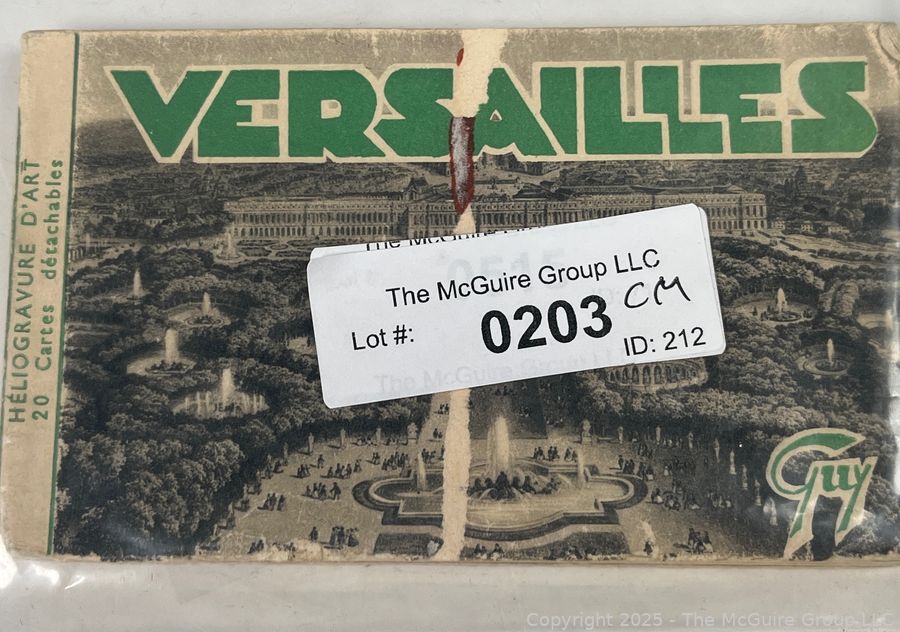 VERSAILLES
HÉLIOGRAVURE D'ART
20 Cartes détachables
The McGuire Group LLC
Lot #: 0203 CM
ID: 212
Guy
Copyright 2025 - The McGuire Group LLC